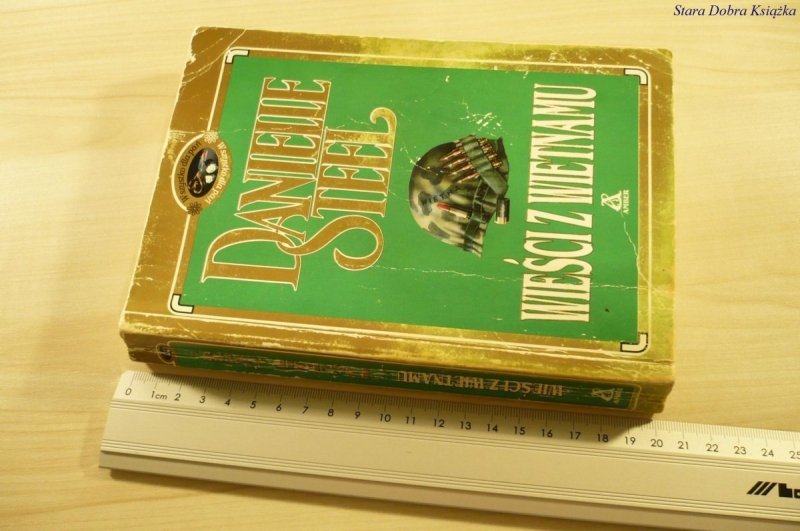 Stara Dobra Książka
DANIELLE
STEEL
WIEŚCI Z WIETNAMU
AMBER
WIEŚCI Z WIETNAMU
AMBER
0 1cm 2 3 4 5 6 7 8 9 10 11 12 13 14 15 16 17 18 19 20 21 22 23 24 25